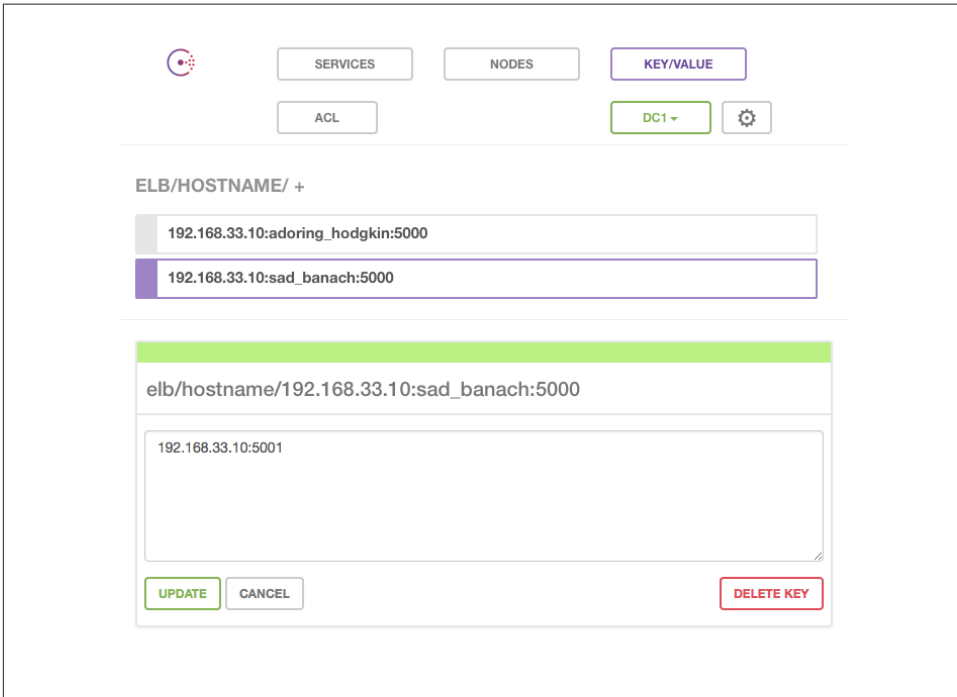 SERVICES NODES KEY/VALUE
ACL DC1
ELB/HOSTNAME/ +
192.168.33.10:adoring_hodgkin:5000
192.168.33.10:sad_banach:5000
elb/hostname/192.168.33.10:sad_banach:5000
192.168.33.10:5001
UPDATE CANCEL DELETE KEY